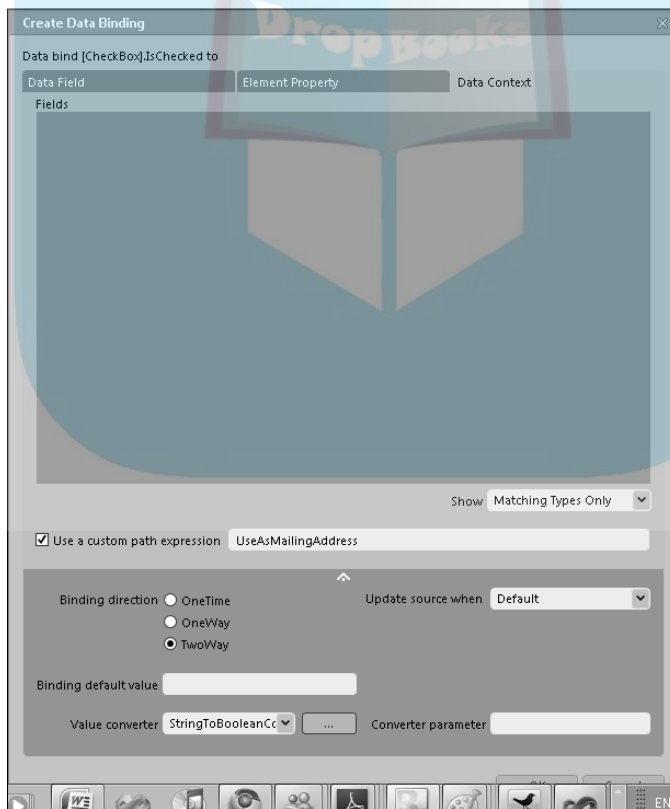 Create Data Binding
DropBooks
Data bind [CheckBox].IsChecked to
Data Field Element Property Data Context
Fields
Show Matching Types Only
Use a custom path expression UseAsMailingAddress
Binding direction OneTime Update source when Default
OneWay
TwoWay
Binding default value
Value converter StringToBooleanCc ... Converter parameter
EN